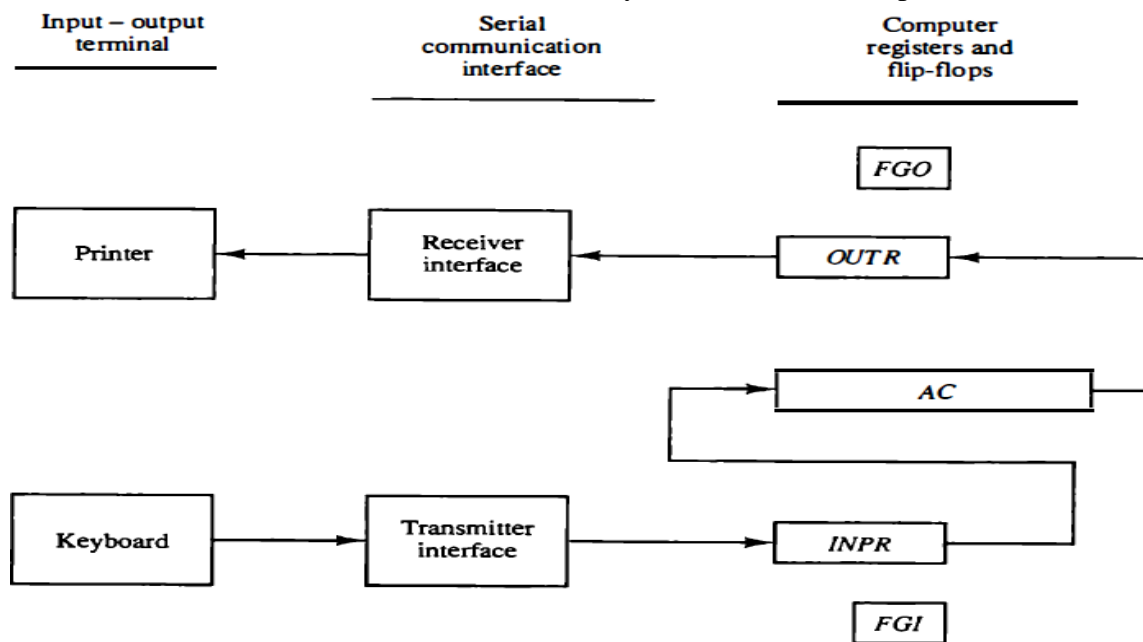 Input – output
terminal
Serial
communication
interface
Computer
registers and
flip-flops
FGO
Printer
Receiver
interface
OUTR
AC
Keyboard
Transmitter
interface
INPR
FGI